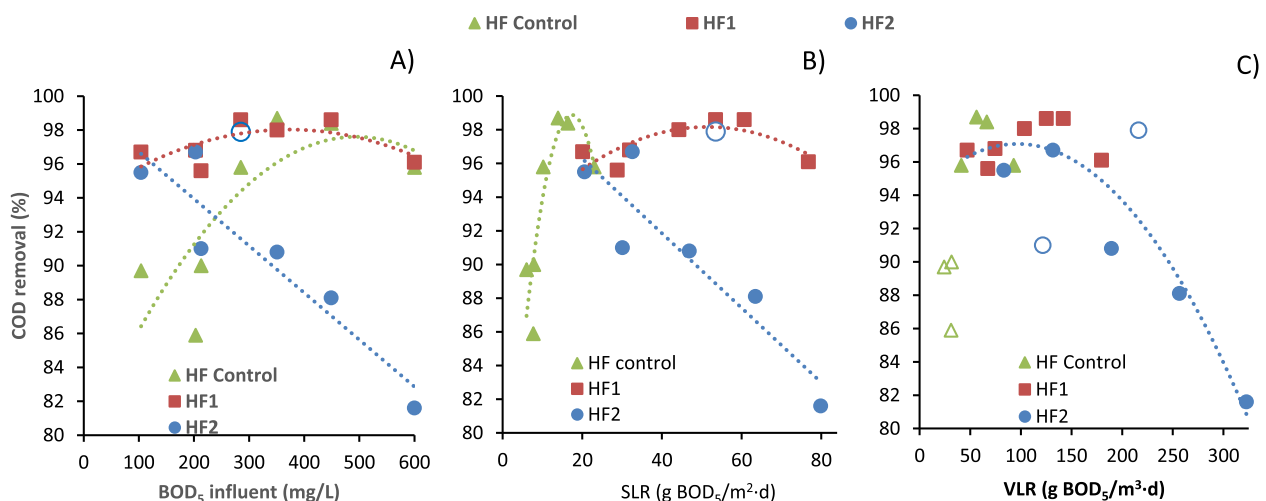 HF Control HF1 HF2
A)
B)
C)
COD removal (%)
100
98
96
94
92
90
88
86
84
82
80
0 100 200 300 400 500 600
BOD₅ influent (mg/L)
HF Control
HF1
HF2
100
98
96
94
92
90
88
86
84
82
80
0 20 40 60 80
SLR (g BOD₅/m²·d)
HF control
HF1
HF2
100
98
96
94
92
90
88
86
84
82
80
0 50 100 150 200 250 300
VLR (g BOD₅/m³·d)
HF Control
HF1
HF2